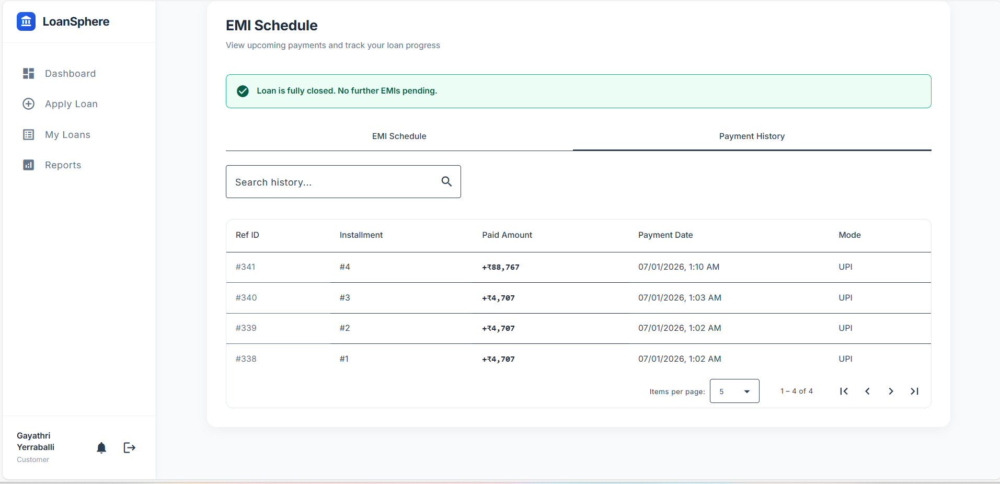 LoanSphere
Dashboard
Apply Loan
My Loans
Reports
Gayathri
Yerraballi
Customer
EMI Schedule
View upcoming payments and track your loan progress
Loan is fully closed. No further EMIs pending.
EMI Schedule Payment History
Search history...
Ref ID Installment Paid Amount Payment Date Mode
#341 #4 +₹88,767 07/01/2026, 1:10 AM UPI
#340 #3 +₹4,707 07/01/2026, 1:03 AM UPI
#339 #2 +₹4,707 07/01/2026, 1:02 AM UPI
#338 #1 +₹4,707 07/01/2026, 1:02 AM UPI
Items per page: 5 1 – 4 of 4